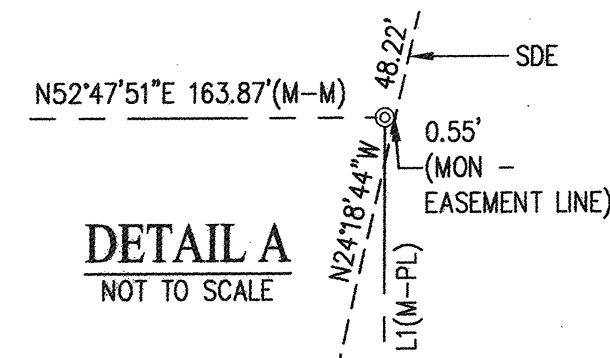 48.22'
SDE
N52°47'51"E 163.87'(M-M)
0.55'
(MON -
EASEMENT LINE)
N24°18'44"W
DETAIL A
NOT TO SCALE
L1(M-PL)